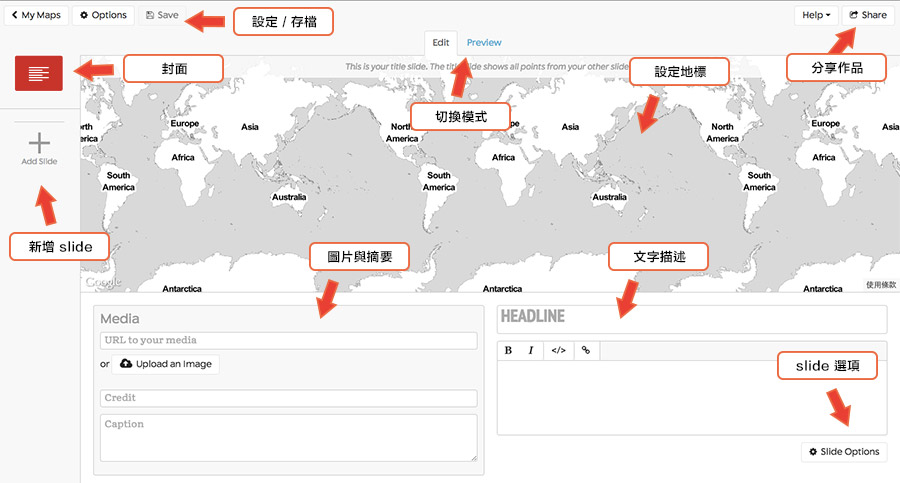 My Maps
Options
Save
設定 / 存檔
Help
Share
Edit
Preview
封面
This is your title slide. The title slide shows all points from your other slide
設定地標
分享作品
切換模式
North
erica
Europe
Asia
North
Am
Europe
Asia
North
America
Europe
Add Slide
Africa
Africa
Africa
South
America
South
America
South
America
Australia
Australia
新增 slide
圖片與摘要
文字描述
Google
Antarctica
Antarctica
Antarctica
使用條款
Media
URL to your media
or
Upload an Image
Credit
Caption
HEADLINE
B I </>
slide 選項
Slide Options